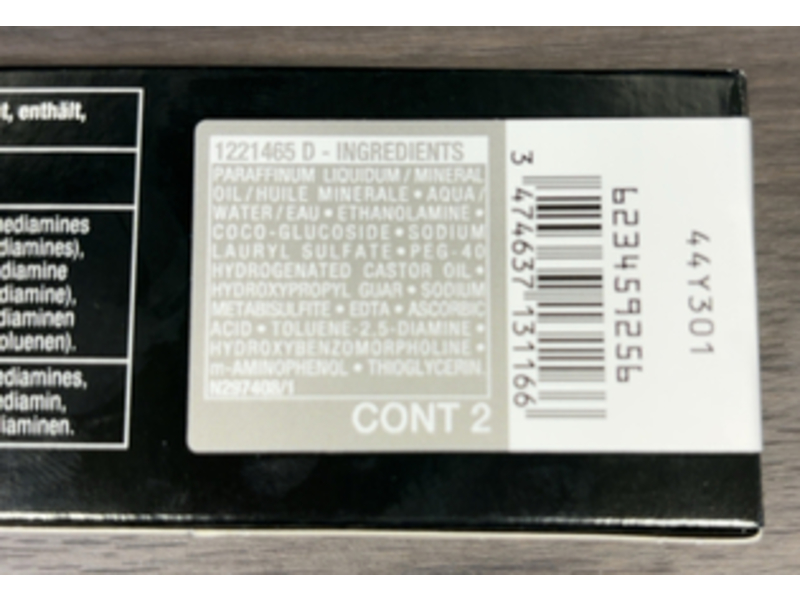 t, enthält,
ediamines
diamines),
diamine
diamine),
diaminen
oluenen).
ediamines,
ediamin,
diaminen.
1221465 D - INGREDIENTS
PARAFFINUM LIQUIDUM / MINERAL
OIL / HUILE MINERALE • AQUA /
WATER / EAU • ETHANOLAMINE •
COCO-GLUCOSIDE • SODIUM
LAURYL SULFATE • PEG-40
HYDROGENATED CASTOR OIL •
HYDROXYPROPYL GUAR • SODIUM
METABISULFITE • EDTA • ASCORBIC
ACID • TOLUENE-2,5-DIAMINE •
HYDROXYBENZOMORPHOLINE •
m-AMINOPHENOL • THIOGLYCERIN.
N297408/1
CONT 2
3 474637 131166
623459256
44Y301